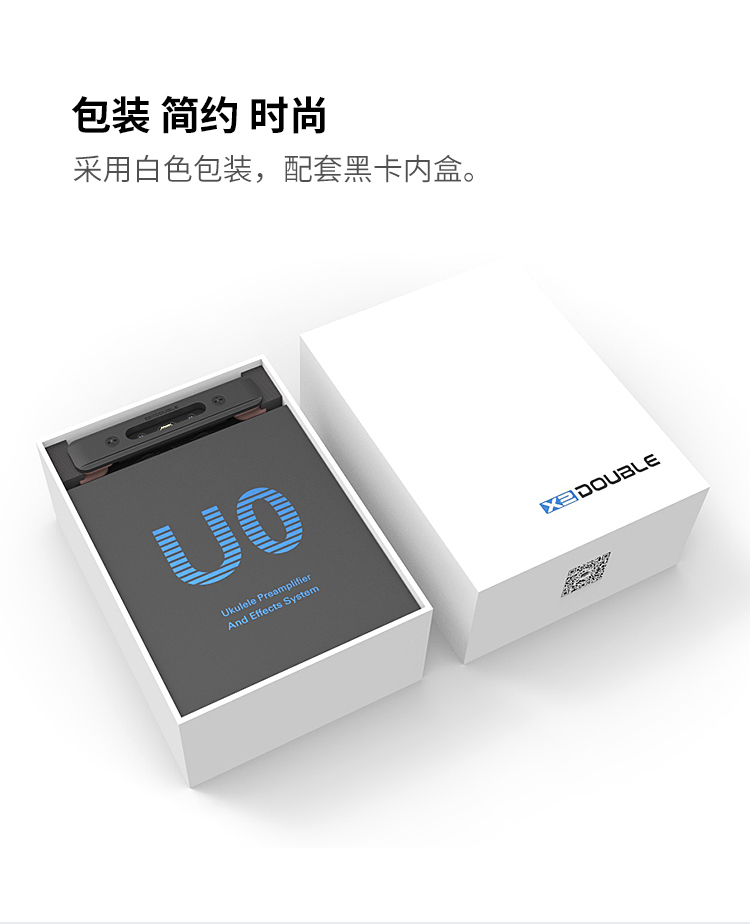 包装 简约 时尚
采用白色包装，配套黑卡内盒。
X2DOUBLE
U0
Ukulele Preamplifier
And Effects System